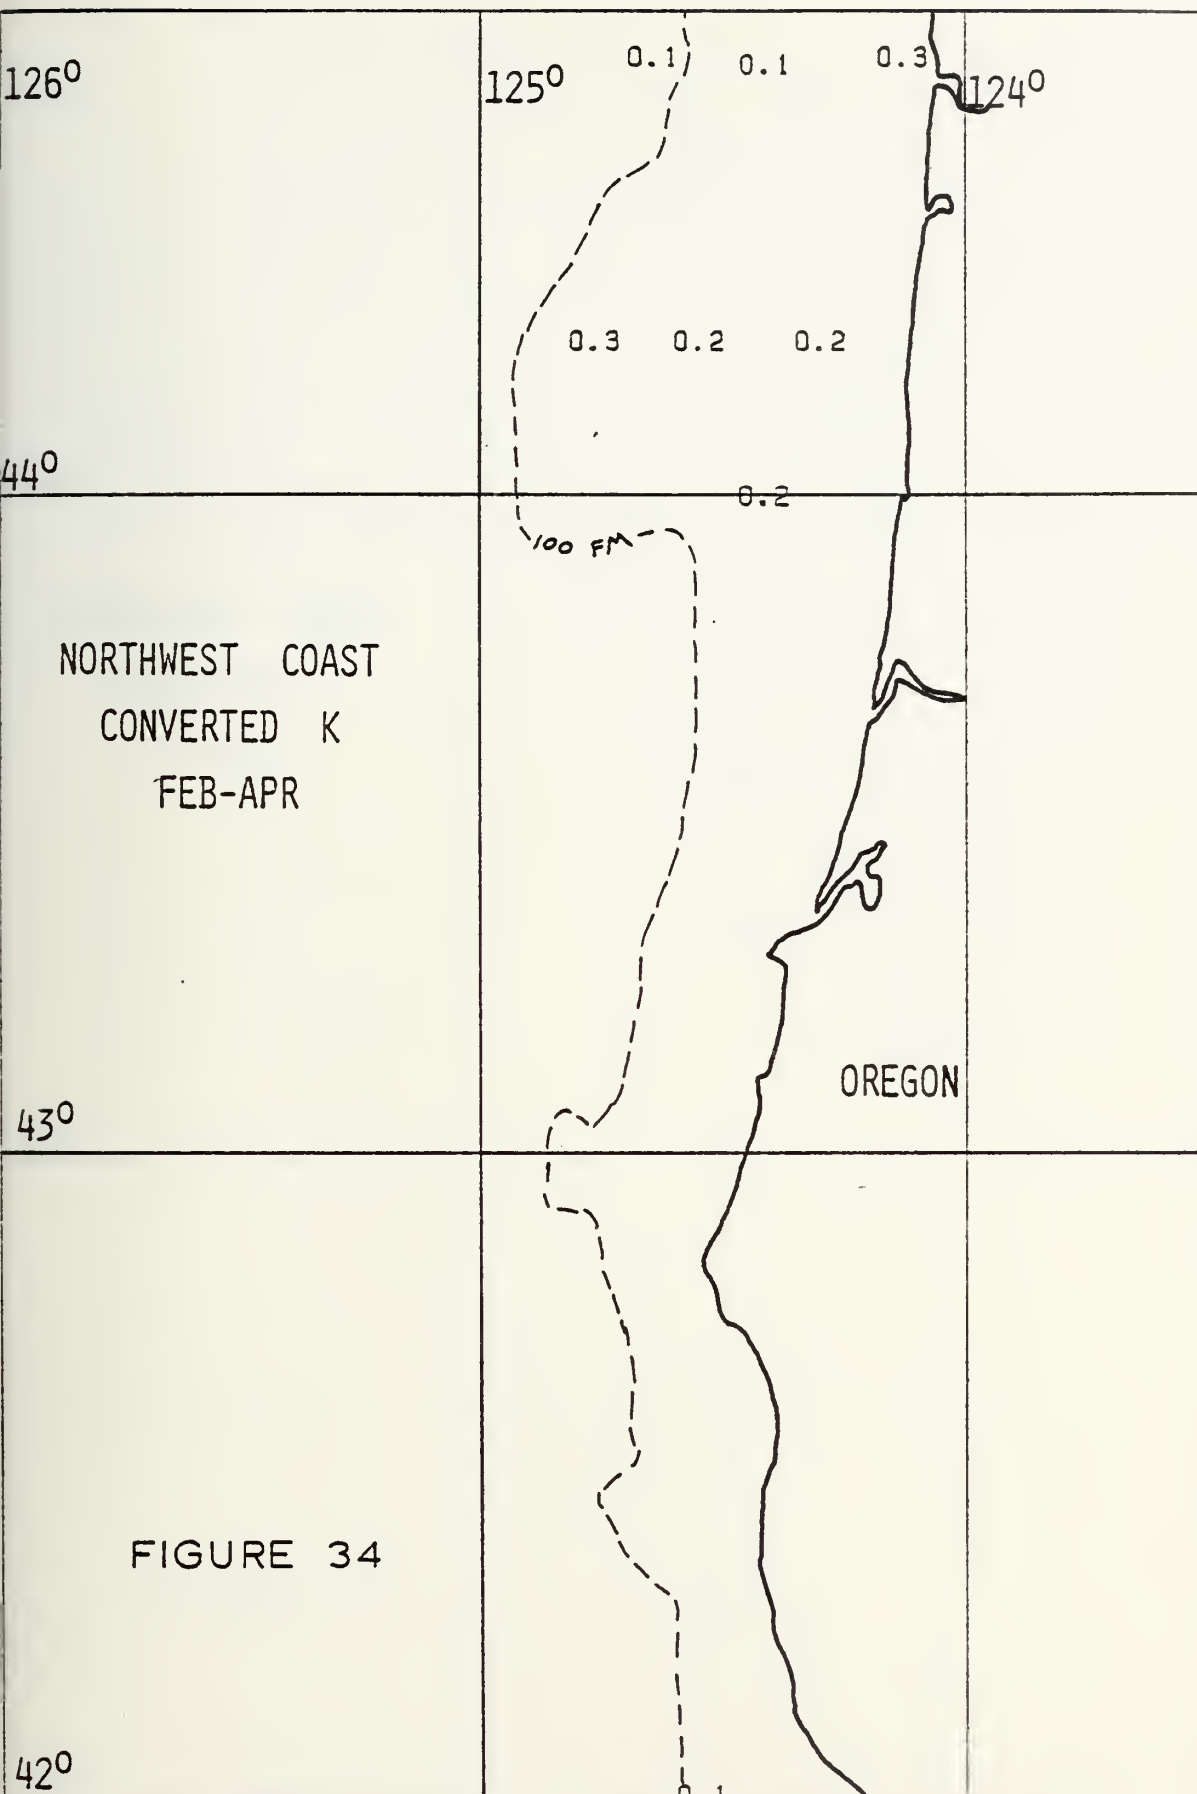 0.1 0.1 0.3
126⁰ 125⁰ 124⁰
0.3 0.2 0.2
44⁰
0.2
100 FM
NORTHWEST COAST
CONVERTED K
FEB-APR
OREGON
43⁰
FIGURE 34
42⁰